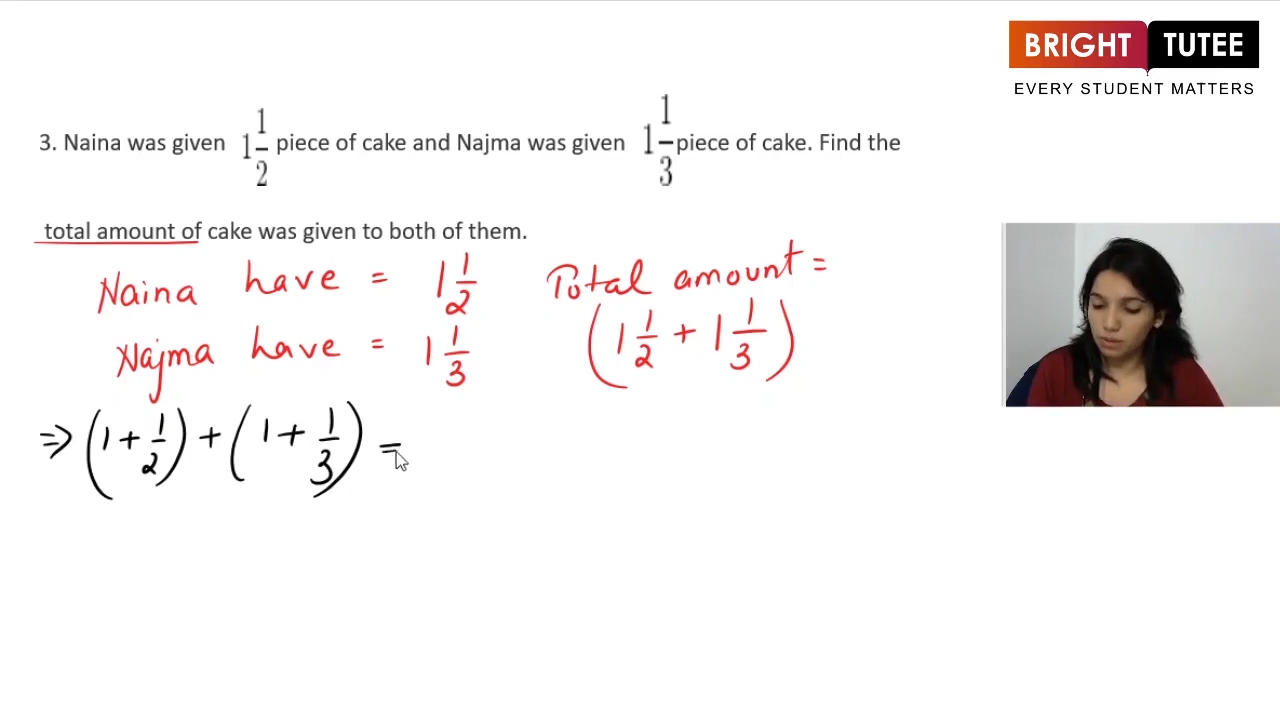 BRIGHT TUTEE
EVERY STUDENT MATTERS
3. Naina was given 1 1/2 piece of cake and Najma was given 1 1/3 piece of cake. Find the
total amount of cake was given to both of them.
Naina have = 1 1/2
Najma have = 1 1/3
Total amount =
(1 1/2 + 1 1/3)
⇒ (1 + 1/2) + (1 + 1/3) =